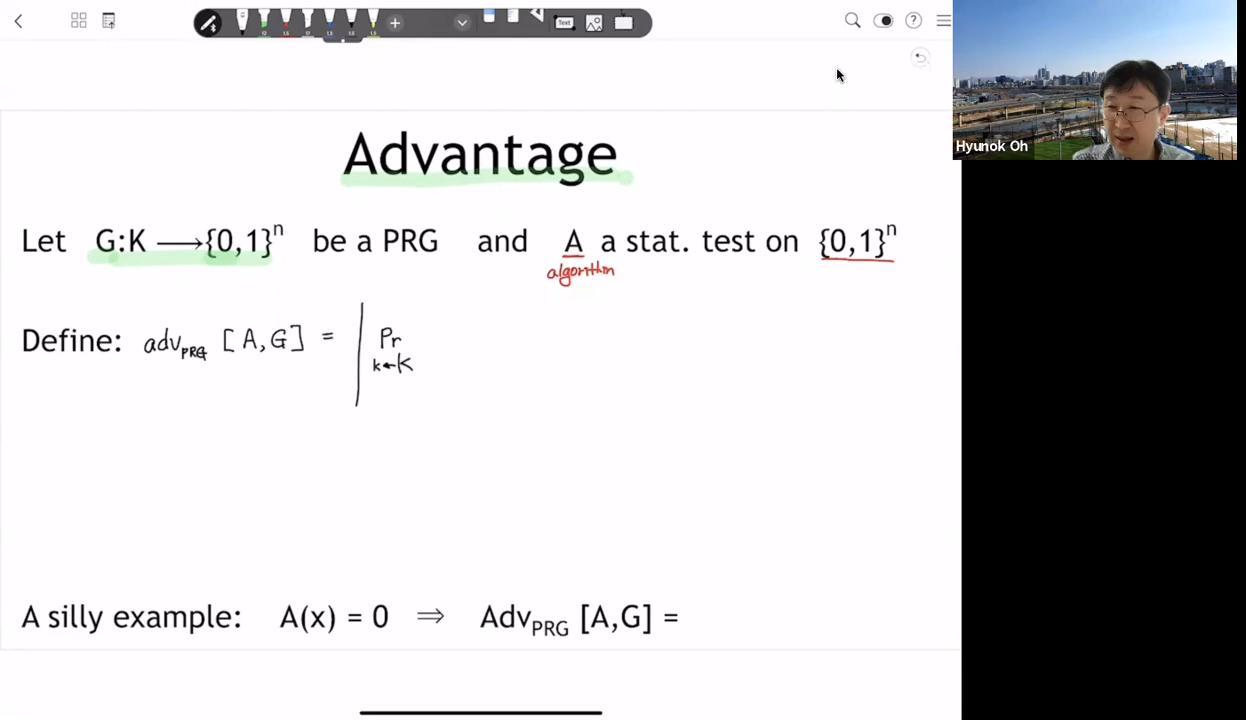 Text
Hyunok Oh
Advantage
Let G:K ⟶{0,1}ⁿ be a PRG and A a stat. test on {0,1}ⁿ
algorithm
Define: adv_PRG [A,G] = | Pr
k←K
A silly example: A(x) = 0 ⇒ Adv_PRG [A,G] =